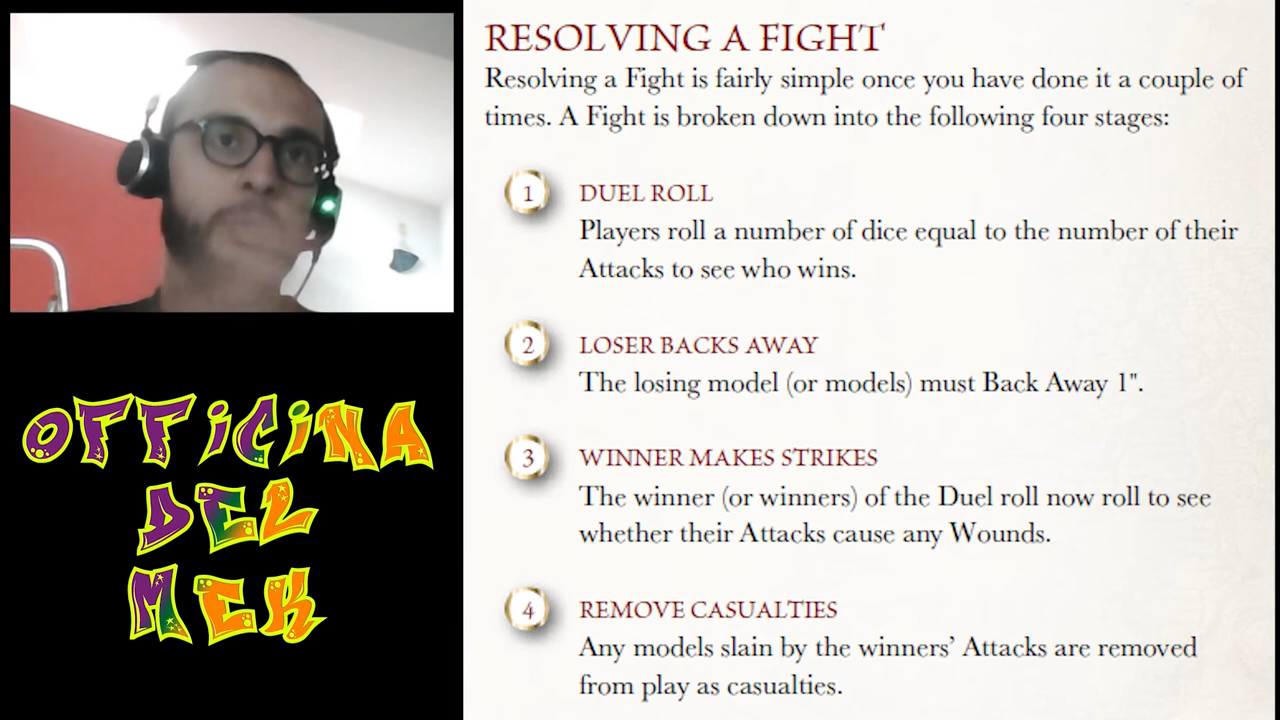 RESOLVING A FIGHT
Resolving a Fight is fairly simple once you have done it a couple of
times. A Fight is broken down into the following four stages:
1 DUEL ROLL
Players roll a number of dice equal to the number of their
Attacks to see who wins.
2 LOSER BACKS AWAY
The losing model (or models) must Back Away 1".
3 WINNER MAKES STRIKES
The winner (or winners) of the Duel roll now roll to see
whether their Attacks cause any Wounds.
4 REMOVE CASUALTIES
Any models slain by the winners' Attacks are removed
from play as casualties.
OFFICINA
DEL
MEK